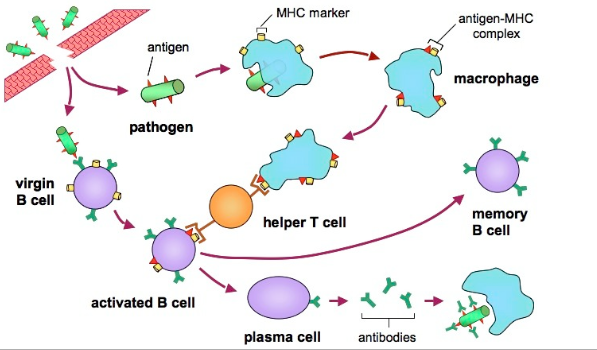 MHC marker
antigen-MHC
complex
antigen
macrophage
pathogen
virgin
B cell
helper T cell
memory
B cell
activated B cell
plasma cell
antibodies